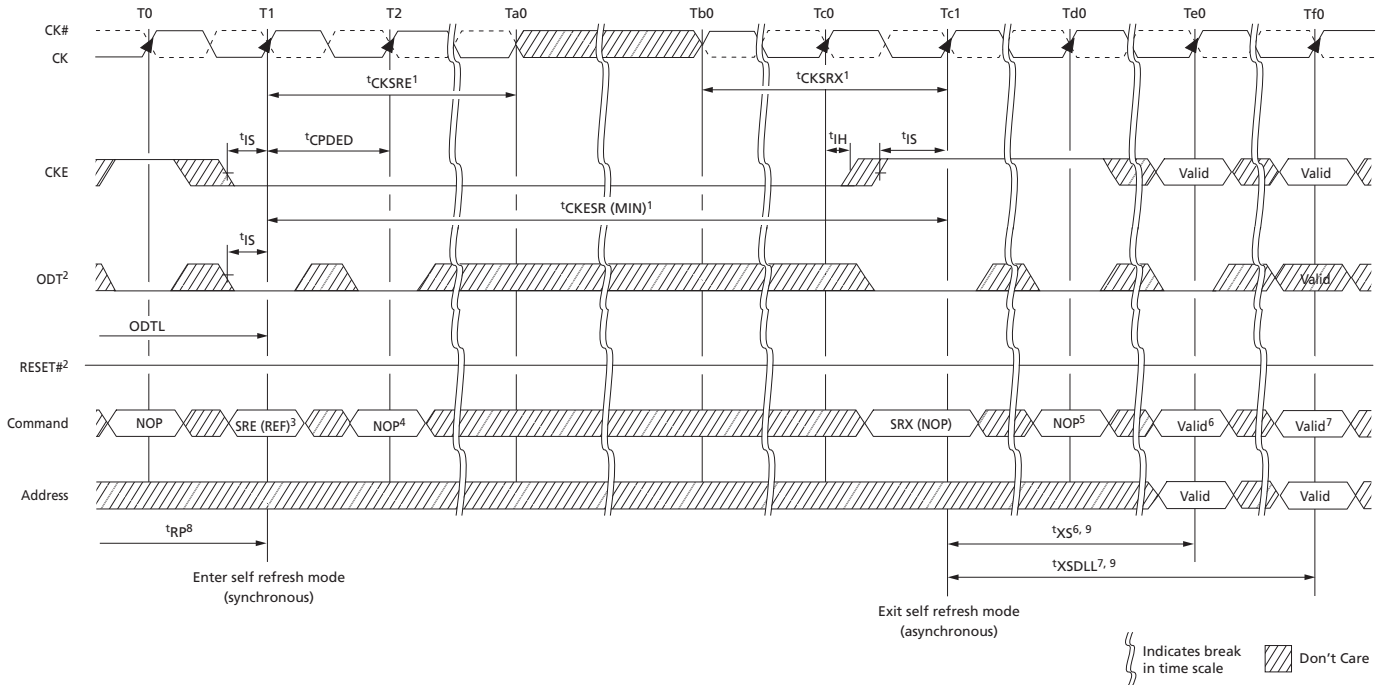 T0 T1 T2 Ta0 Tb0 Tc0 Tc1 Td0 Te0 Tf0
CK#
CK
tCKSRE1 tCKSRX1
tIS tCPDED tIH tIS
CKE Valid Valid
tCKESR (MIN)1
tIS
ODT2 Valid
ODTL
RESET#2
Command NOP SRE (REF)3 NOP4 SRX (NOP) NOP5 Valid6 Valid7
Address Valid Valid
tRP8 tXS6, 9
tXSDLL7, 9
Enter self refresh mode
(synchronous)
Exit self refresh mode
(asynchronous)
Indicates break
in time scale
Don't Care